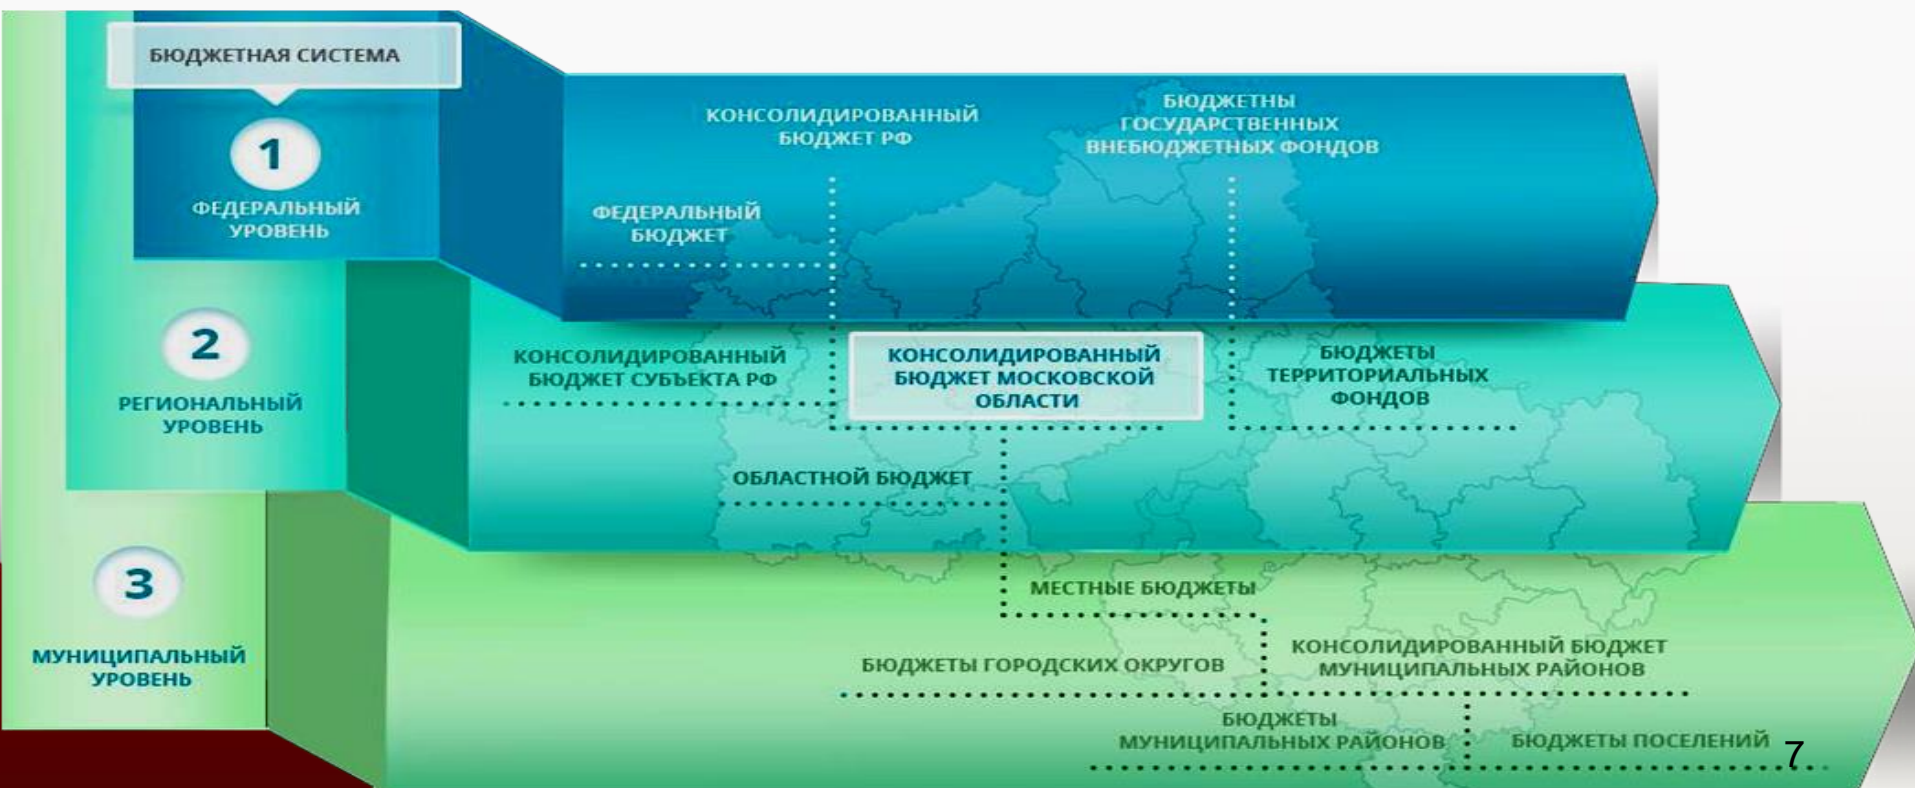 БЮДЖЕТНАЯ СИСТЕМА
1
ФЕДЕРАЛЬНЫЙ
УРОВЕНЬ
КОНСОЛИДИРОВАННЫЙ
БЮДЖЕТ РФ
БЮДЖЕТНЫ
ГОСУДАРСТВЕННЫХ
ВНЕБЮДЖЕТНЫХ ФОНДОВ
ФЕДЕРАЛЬНЫЙ
БЮДЖЕТ
2
РЕГИОНАЛЬНЫЙ
УРОВЕНЬ
КОНСОЛИДИРОВАННЫЙ
БЮДЖЕТ СУБЪЕКТА РФ
КОНСОЛИДИРОВАННЫЙ
БЮДЖЕТ МОСКОВСКОЙ
ОБЛАСТИ
БЮДЖЕТЫ
ТЕРРИТОРИАЛЬНЫХ
ФОНДОВ
ОБЛАСТНОЙ БЮДЖЕТ
3
МУНИЦИПАЛЬНЫЙ
УРОВЕНЬ
МЕСТНЫЕ БЮДЖЕТЫ
БЮДЖЕТЫ ГОРОДСКИХ ОКРУГОВ
КОНСОЛИДИРОВАННЫЙ БЮДЖЕТ
МУНИЦИПАЛЬНЫХ РАЙОНОВ
БЮДЖЕТЫ
МУНИЦИПАЛЬНЫХ РАЙОНОВ
БЮДЖЕТЫ ПОСЕЛЕНИЙ
7